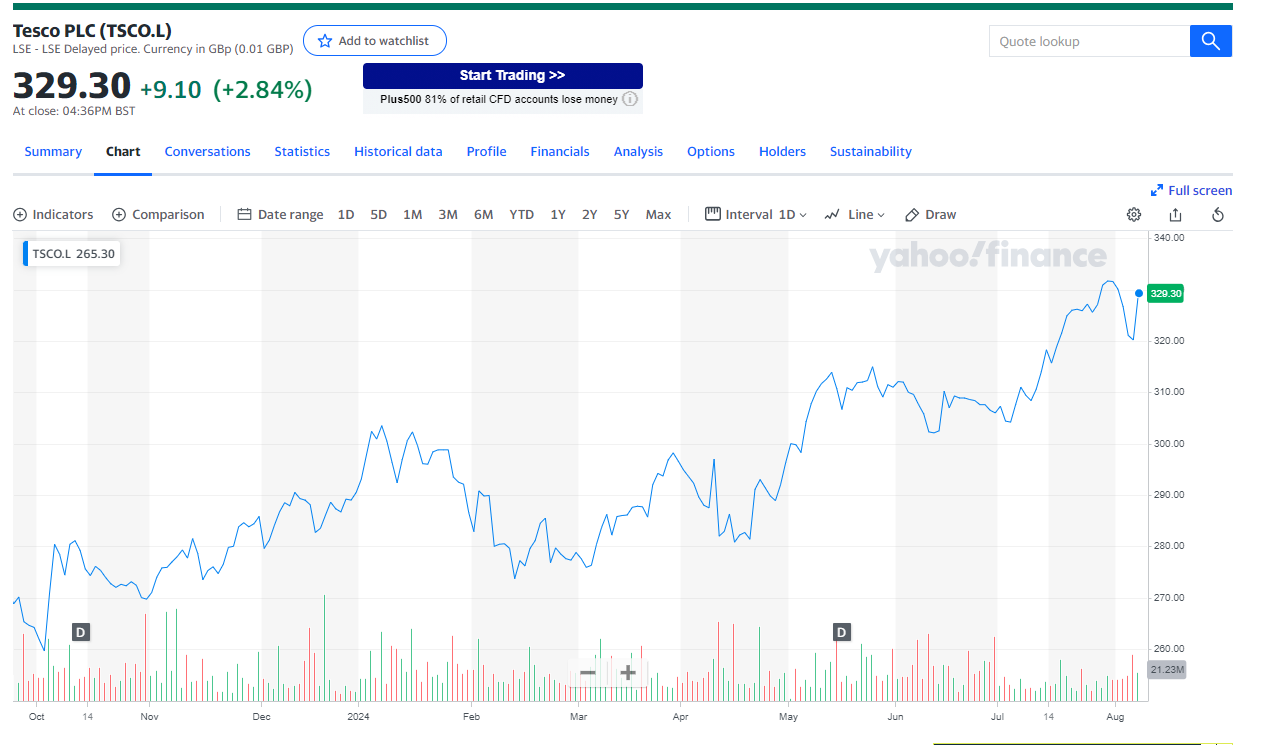 Tesco PLC (TSCO.L)
LSE - LSE Delayed price. Currency in GBp (0.01 GBP)
Add to watchlist
Quote lookup
329.30 +9.10 (+2.84%)
At close: 04:36PM BST
Start Trading >>
Plus500 81% of retail CFD accounts lose money
Summary Chart Conversations Statistics Historical data Profile Financials Analysis Options Holders Sustainability
Full screen
Indicators Comparison Date range 1D 5D 1M 3M 6M YTD 1Y 2Y 5Y Max Interval 1D Line Draw
TSCO.L 265.30
yahoo!finance
340.00
329.30
320.00
310.00
300.00
290.00
280.00
270.00
D D
260.00
21.23M
Oct 14 Nov Dec 2024 Feb Mar Apr May Jun Jul 14 Aug